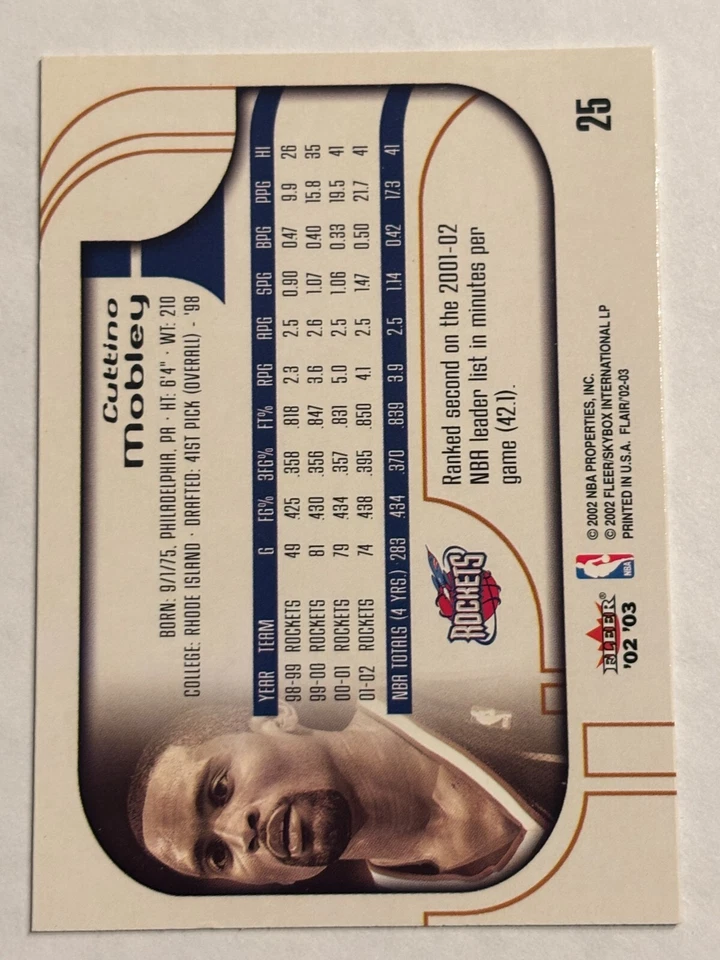 Cuttino
Mobley
BORN: 9/1/75, PHILADELPHIA, PA · HT: 6'4" · WT: 210
COLLEGE: RHODE ISLAND · DRAFTED: 41ST PICK (OVERALL) - '98
YEAR TEAM G FG% 3FG% FT% RPG APG SPG BPG PPG HI
98-99 ROCKETS 49 .425 .358 .818 2.3 2.5 0.90 0.47 9.9 26
99-00 ROCKETS 81 .430 .356 .847 3.6 2.6 1.07 0.40 15.8 35
00-01 ROCKETS 79 .434 .357 .831 5.0 2.5 1.06 0.33 19.5 41
01-02 ROCKETS 74 .438 .395 .850 4.1 2.5 1.47 0.50 21.7 41
NBA TOTALS (4 YRS.) 283 .434 .370 .839 3.9 2.5 1.14 0.42 17.3 41
ROCKETS
Ranked second on the 2001-02
NBA leader list in minutes per
game (42.1).
FLEER®
'02 '03
NBA
© 2002 NBA PROPERTIES, INC.
© 2002 FLEER/SKYBOX INTERNATIONAL LP
PRINTED IN U.S.A. FLAIR/'02-03
25